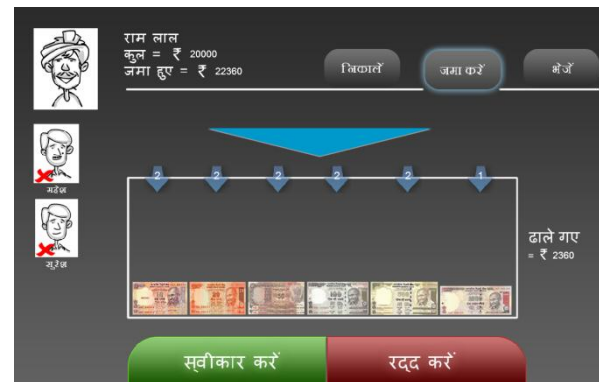 राम लाल
कुल = ₹ 20000
जमा हुए = ₹ 22360
निकालें
जमा करें
भेजें
महेश
सुरेश
2 2 2 2 2 1
ढाले गए
= ₹ 2360
स्वीकार करें
रद्द करें